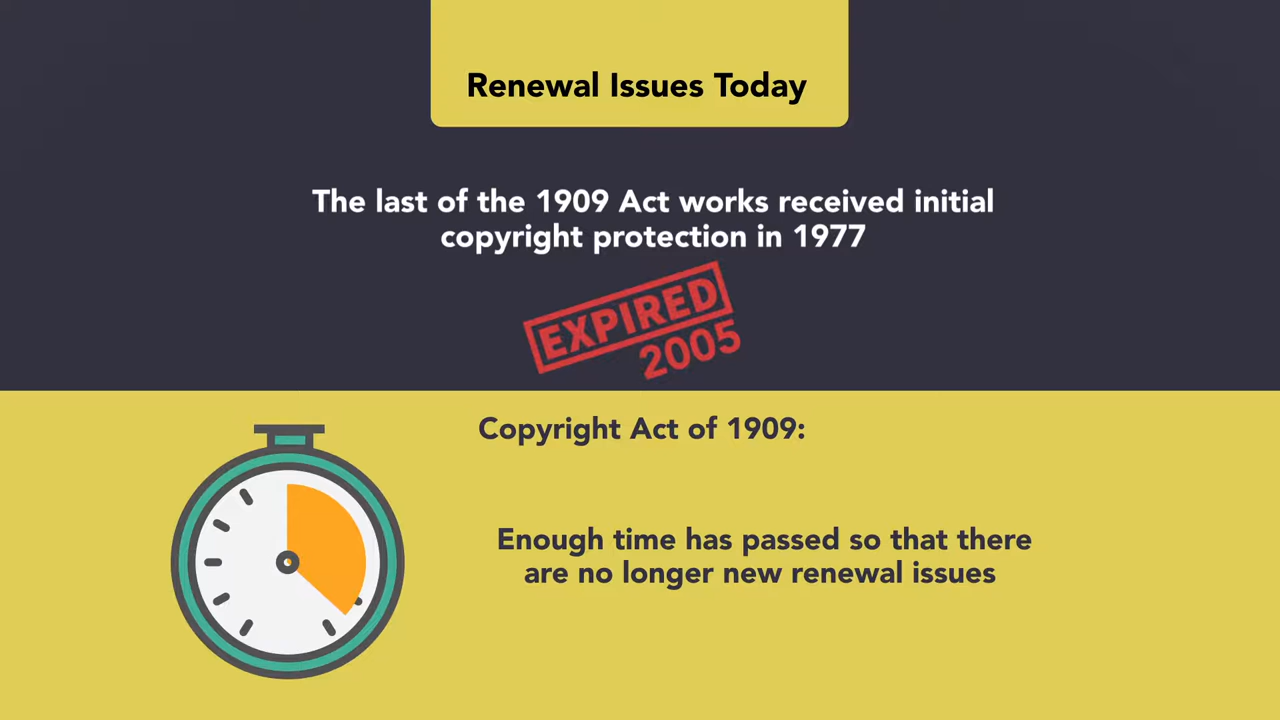 Renewal Issues Today
The last of the 1909 Act works received initial
copyright protection in 1977
EXPIRED
2005
Copyright Act of 1909:
Enough time has passed so that there
are no longer new renewal issues